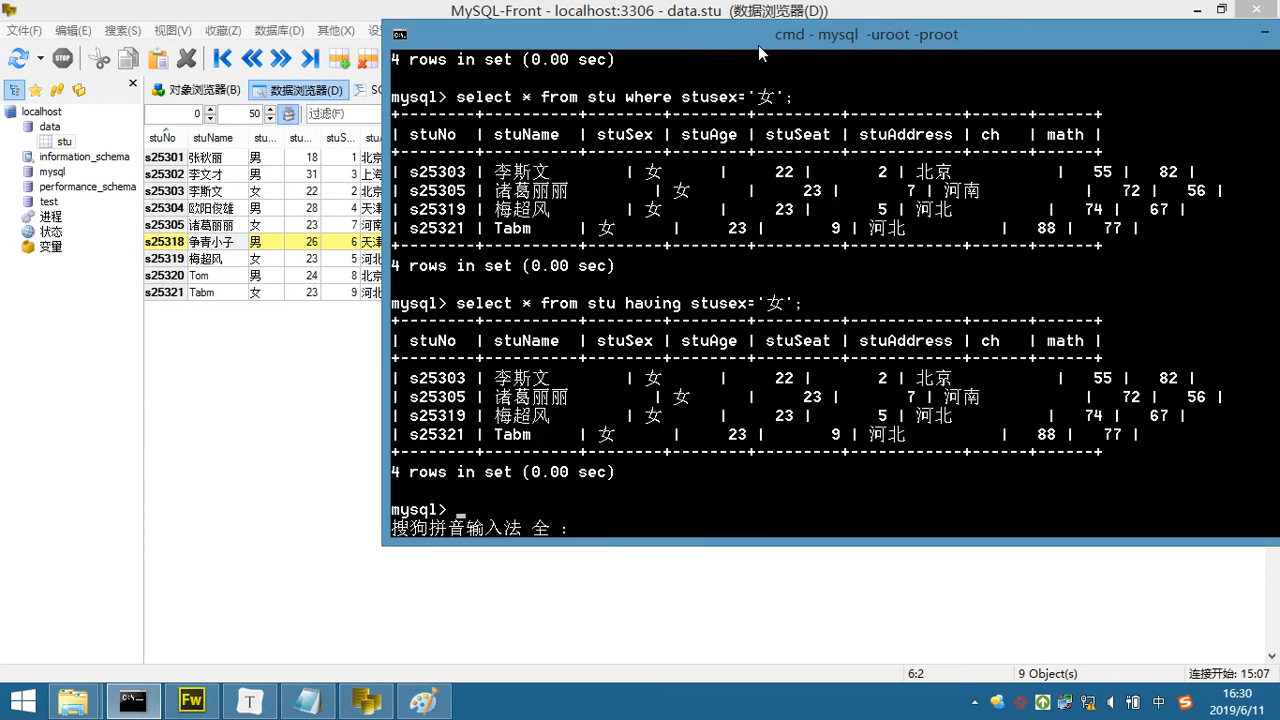 MySQL-Front - localhost:3306 - data.stu (数据浏览器(D))
文件(F) 编辑(E) 搜索(S) 视图(V) 收藏(R) 数据库(D) 其他(X)
对象浏览器(B) 数据浏览器(D)
0 50 过滤(F)
localhost
data
stu
information_schema
mysql
performance_schema
test
进程
状态
变量
stuNo stuName stu... stu... stuS...
s25301 张秋丽 男 18 1 北京
s25302 李文才 男 31 3 上海
s25303 李斯文 女 22 2 北京
s25304 欧阳俊雄 男 28 4 天津
s25305 诸葛丽丽 女 23 7 河南
s25318 争青小子 男 26 6 天津
s25319 梅超风 女 23 5 河北
s25320 Tom 男 24 8 北京
s25321 Tabm 女 23 9 河北
cmd - mysql -uroot -proot
4 rows in set (0.00 sec)
mysql> select * from stu where stusex='女';
| stuNo | stuName | stuSex | stuAge | stuSeat | stuAddress | ch | math |
| s25303 | 李斯文 | 女 | 22 | 2 | 北京 | 55 | 82 |
| s25305 | 诸葛丽丽 | 女 | 23 | 7 | 河南 | 72 | 56 |
| s25319 | 梅超风 | 女 | 23 | 5 | 河北 | 74 | 67 |
| s25321 | Tabm | 女 | 23 | 9 | 河北 | 88 | 77 |
4 rows in set (0.00 sec)
mysql> select * from stu having stusex='女';
| stuNo | stuName | stuSex | stuAge | stuSeat | stuAddress | ch | math |
| s25303 | 李斯文 | 女 | 22 | 2 | 北京 | 55 | 82 |
| s25305 | 诸葛丽丽 | 女 | 23 | 7 | 河南 | 72 | 56 |
| s25319 | 梅超风 | 女 | 23 | 5 | 河北 | 74 | 67 |
| s25321 | Tabm | 女 | 23 | 9 | 河北 | 88 | 77 |
4 rows in set (0.00 sec)
mysql>
搜狗拼音输入法 全 :
6:2 9 Object(s) 连接开始: 15:07
Fw T 中 S
16:30
2019/6/11